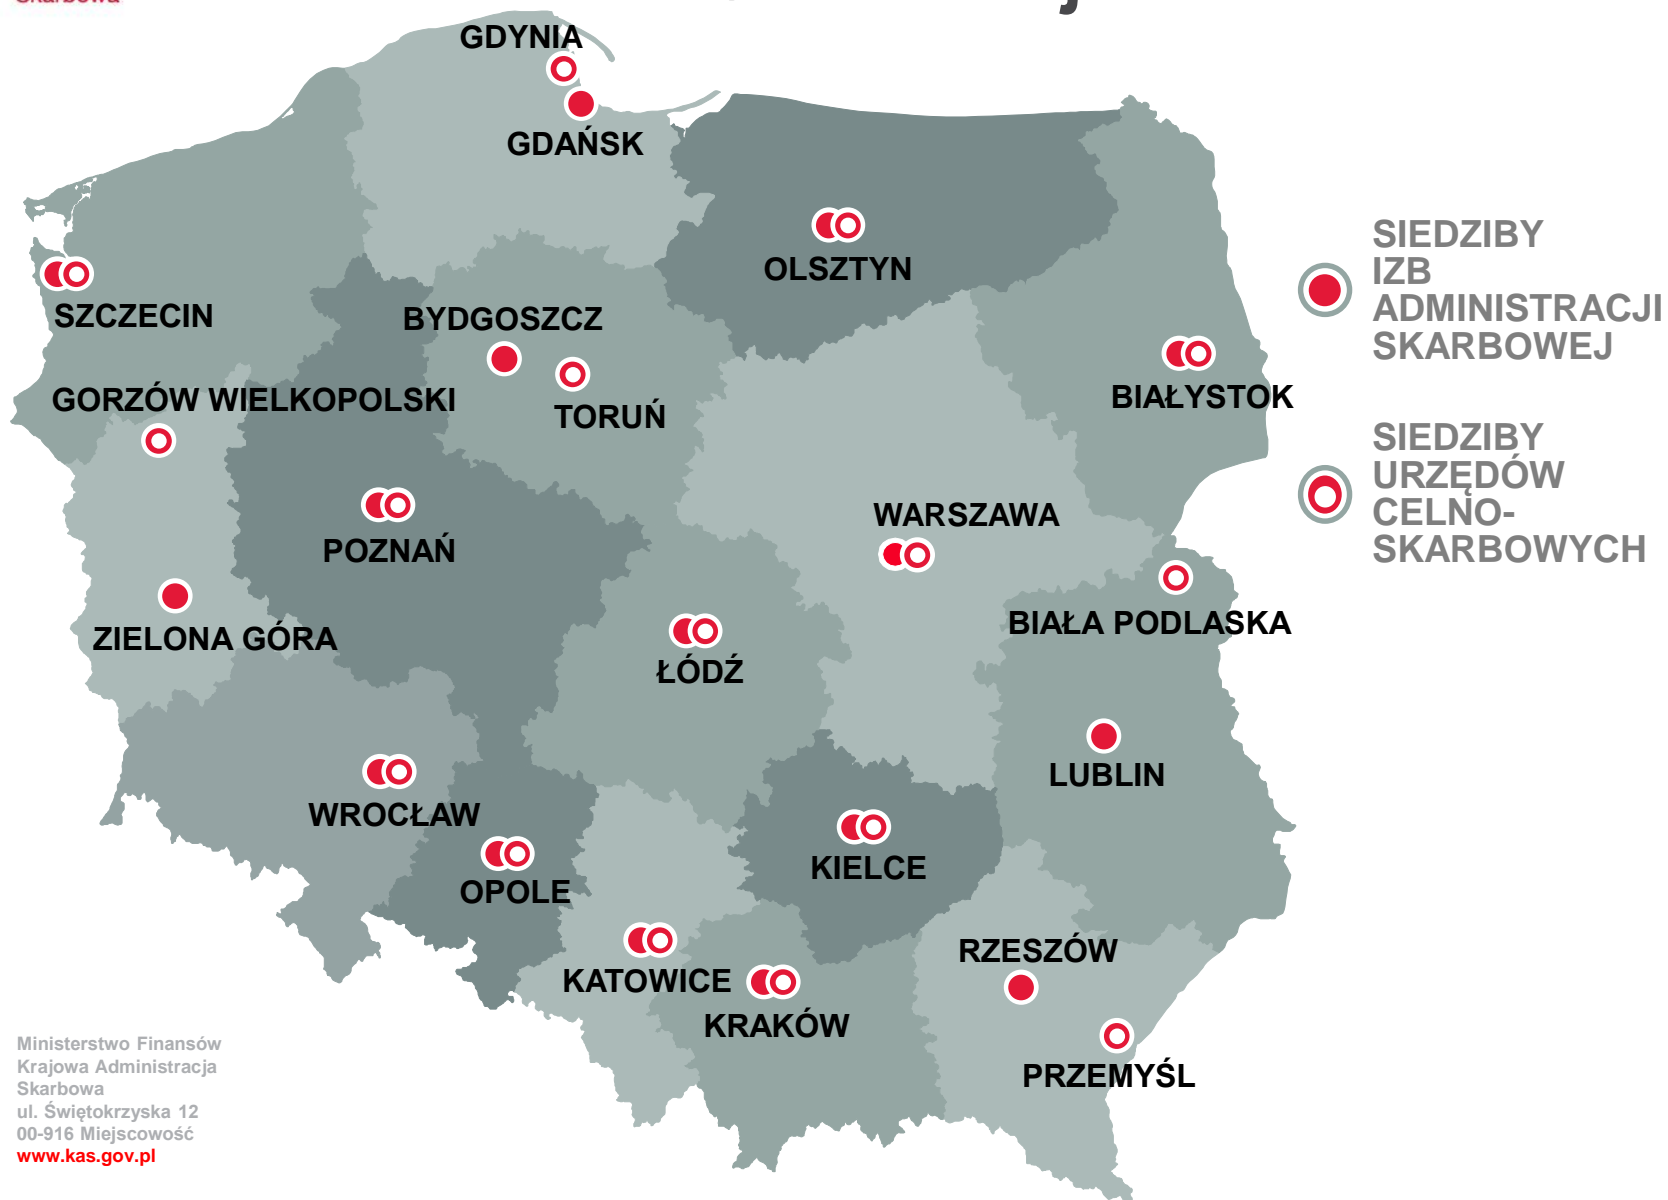 Skarbowa
GDYNIA
GDAŃSK
OLSZTYN
SZCZECIN
BYDGOSZCZ
GORZÓW WIELKOPOLSKI
TORUŃ
BIAŁYSTOK
POZNAŃ
WARSZAWA
ZIELONA GÓRA
BIAŁA PODLASKA
ŁÓDŹ
LUBLIN
WROCŁAW
KIELCE
OPOLE
RZESZÓW
KATOWICE
KRAKÓW
PRZEMYŚL
SIEDZIBY
IZB
ADMINISTRACJI
SKARBOWEJ
SIEDZIBY
URZĘDÓW
CELNO-
SKARBOWYCH
Ministerstwo Finansów
Krajowa Administracja
Skarbowa
ul. Świętokrzyska 12
00-916 Miejscowość
www.kas.gov.pl